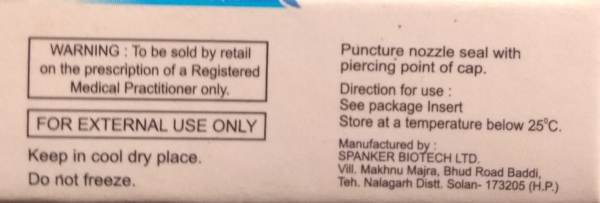 WARNING : To be sold by retail
on the prescription of a Registered
Medical Practitioner only.
FOR EXTERNAL USE ONLY
Keep in cool dry place.
Do not freeze.
Puncture nozzle seal with
piercing point of cap.
Direction for use :
See package Insert
Store at a temperature below 25°C.
Manufactured by :
SPANKER BIOTECH LTD.
Vill. Makhnu Majra, Bhud Road Baddi,
Teh. Nalagarh Distt. Solan- 173205 (H.P.)